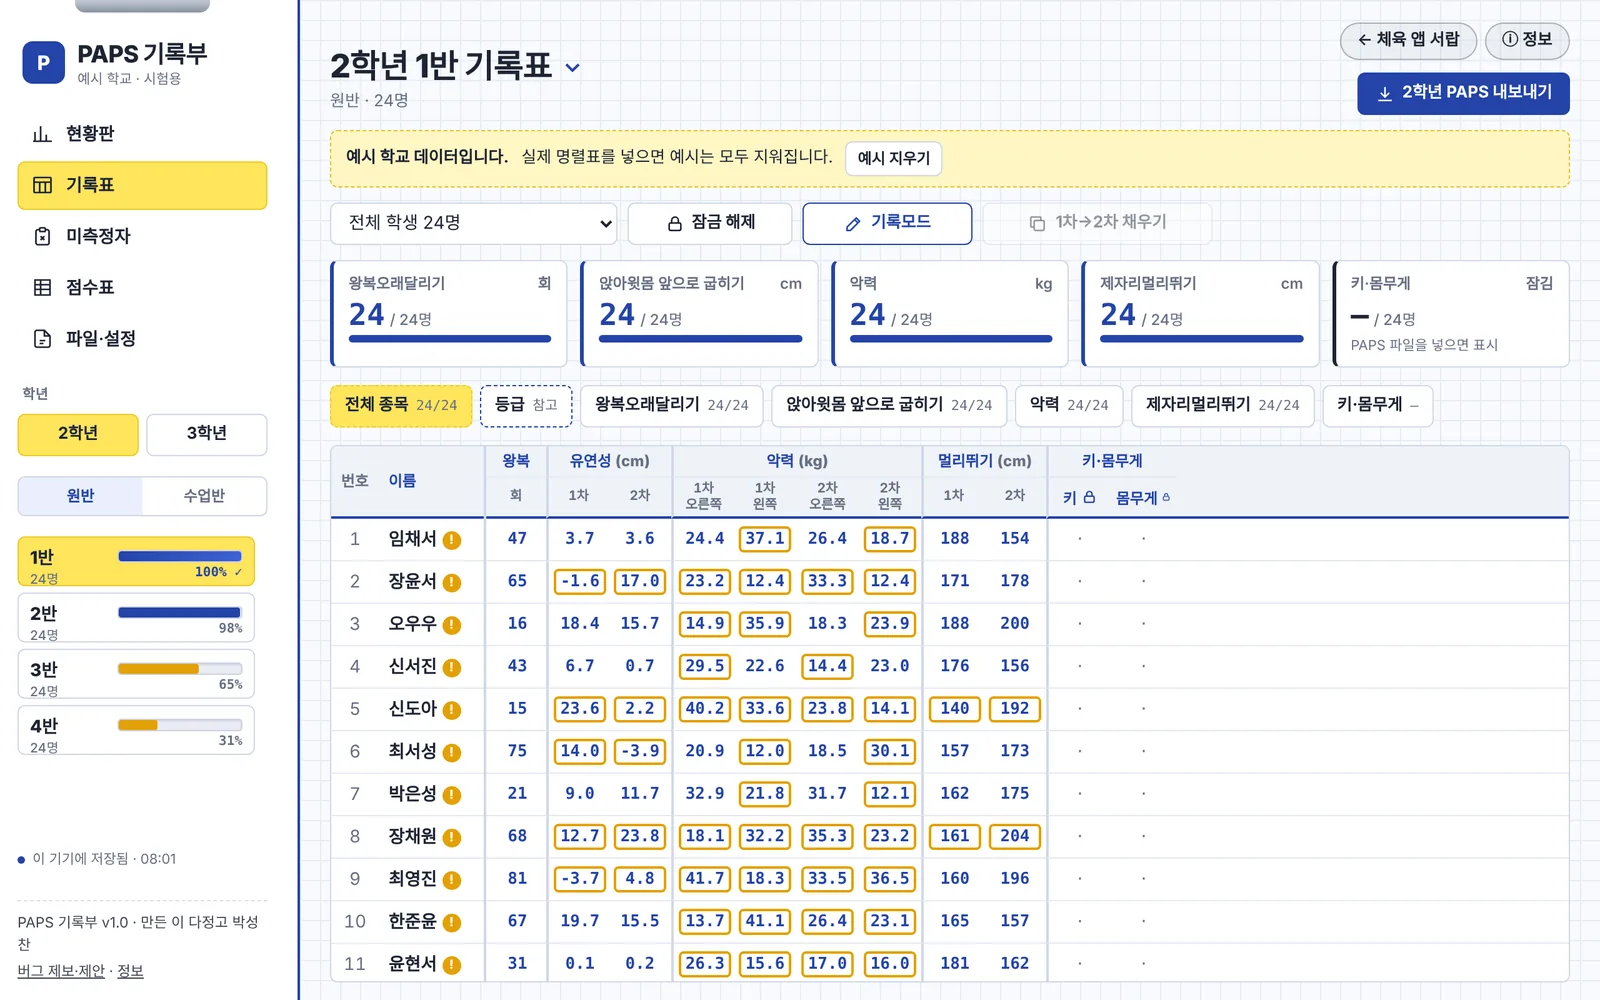 P
PAPS 기록부
예시 학교 · 시험용
현황판
기록표
미측정자
점수표
파일·설정
학년
2학년 3학년
원반 수업반
1반
24명
100% ✓
2반
24명
98%
3반
24명
65%
4반
24명
31%
이 기기에 저장됨 · 08:01
PAPS 기록부 v1.0 · 만든 이 다정고 박성
찬
버그 제보·제안 · 정보
2학년 1반 기록표
원반 · 24명
← 체육 앱 서랍 정보
2학년 PAPS 내보내기
예시 학교 데이터입니다. 실제 명렬표를 넣으면 예시는 모두 지워집니다. 예시 지우기
전체 학생 24명 잠금 해제 기록모드 1차→2차 채우기
왕복오래달리기 회
24 / 24명
앉아윗몸 앞으로 굽히기 cm
24 / 24명
악력 kg
24 / 24명
제자리멀리뛰기 cm
24 / 24명
키·몸무게 잠김
– / 24명
PAPS 파일을 넣으면 표시
전체 종목 24/24 등급 참고 왕복오래달리기 24/24 앉아윗몸 앞으로 굽히기 24/24 악력 24/24 제자리멀리뛰기 24/24 키·몸무게 –
번호 이름 왕복 유연성 (cm) 악력 (kg) 멀리뛰기 (cm) 키·몸무게
회 1차 2차 1차 오른쪽 1차 왼쪽 2차 오른쪽 2차 왼쪽 1차 2차 키 몸무게
1 임채서 ! 47 3.7 3.6 24.4 37.1 26.4 18.7 188 154 · ·
2 장윤서 ! 65 -1.6 17.0 23.2 12.4 33.3 12.4 171 178 · ·
3 오우우 ! 16 18.4 15.7 14.9 35.9 18.3 23.9 188 200 · ·
4 신서진 ! 43 6.7 0.7 29.5 22.6 14.4 23.0 176 156 · ·
5 신도아 ! 15 23.6 2.2 40.2 33.6 23.8 14.1 140 192 · ·
6 최서성 ! 75 14.0 -3.9 20.9 12.0 18.5 30.1 157 173 · ·
7 박은성 ! 21 9.0 11.7 32.9 21.8 31.7 12.1 162 175 · ·
8 장채원 ! 68 12.7 23.8 18.1 32.2 35.3 23.2 161 204 · ·
9 최영진 ! 81 -3.7 4.8 41.7 18.3 33.5 36.5 160 196 · ·
10 한준윤 ! 67 19.7 15.5 13.7 41.1 26.4 23.1 165 157 · ·
11 윤현서 ! 31 0.1 0.2 26.3 15.6 17.0 16.0 181 162 · ·